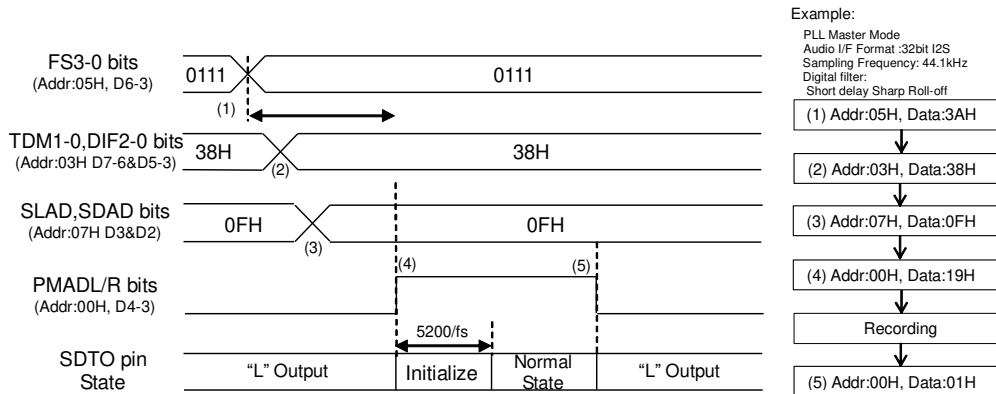 Example:
PLL Master Mode
Audio I/F Format :32bit I2S
Sampling Frequency: 44.1kHz
Digital filter:
Short delay Sharp Roll-off
FS3-0 bits
(Addr:05H, D6-3)
0111
0111
(1)
TDM1-0,DIF2-0 bits
(Addr:03H D7-6&D5-3)
38H
38H
(2)
SLAD,SDAD bits
(Addr:07H D3&D2)
0FH
0FH
(3)
PMADL/R bits
(Addr:00H, D4-3)
(4)
(5)
5200/fs
SDTO pin
State
“L” Output
Initialize
Normal
State
“L” Output
(1) Addr:05H, Data:3AH
(2) Addr:03H, Data:38H
(3) Addr:07H, Data:0FH
(4) Addr:00H, Data:19H
Recording
(5) Addr:00H, Data:01H